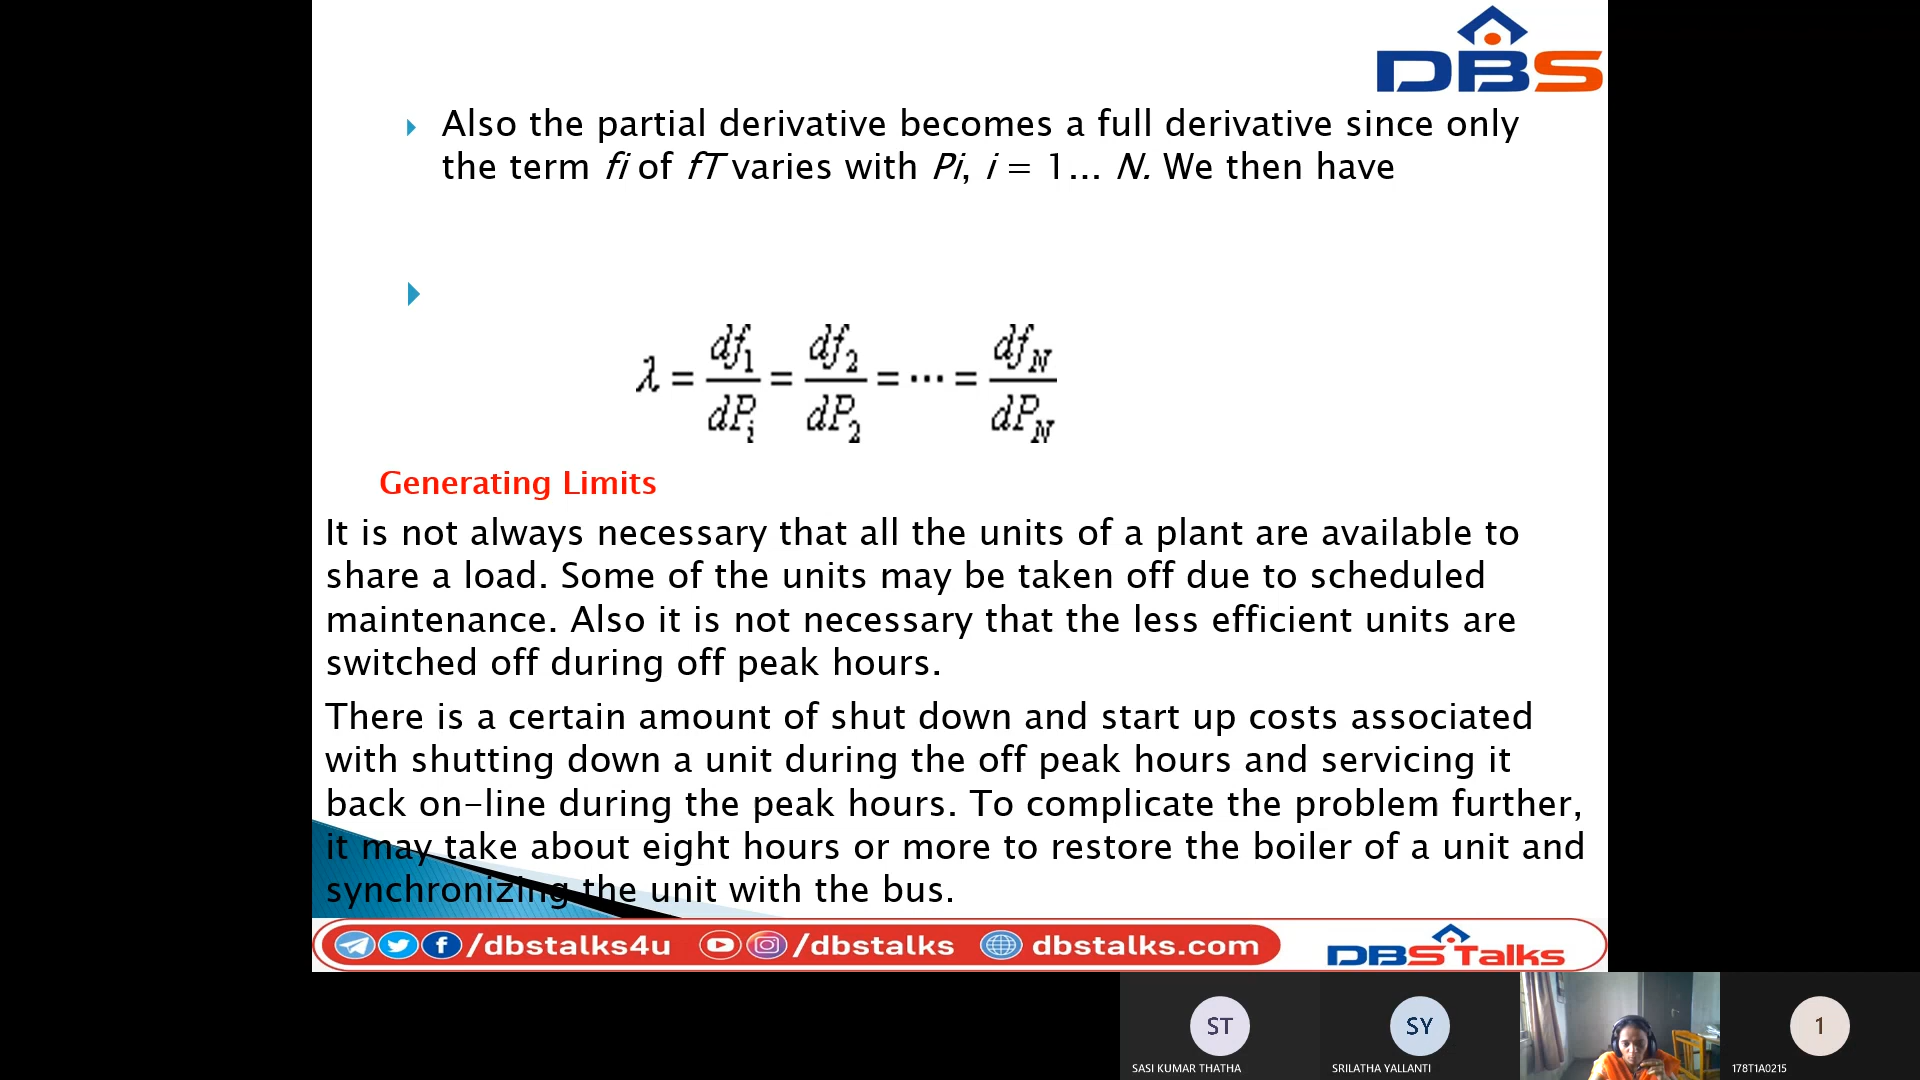 DBS
Also the partial derivative becomes a full derivative since only
the term fi of fT varies with Pi, i = 1... N. We then have
λ = df1/dPi = df2/dP2 = ··· = dfN/dPN
Generating Limits
It is not always necessary that all the units of a plant are available to
share a load. Some of the units may be taken off due to scheduled
maintenance. Also it is not necessary that the less efficient units are
switched off during off peak hours.
There is a certain amount of shut down and start up costs associated
with shutting down a unit during the off peak hours and servicing it
back on-line during the peak hours. To complicate the problem further,
it may take about eight hours or more to restore the boiler of a unit and
synchronizing the unit with the bus.
/dbstalks4u /dbstalks dbstalks.com DBS Talks
ST SY 1
SASI KUMAR THATHA SRILATHA YALLANTI 178T1A0215